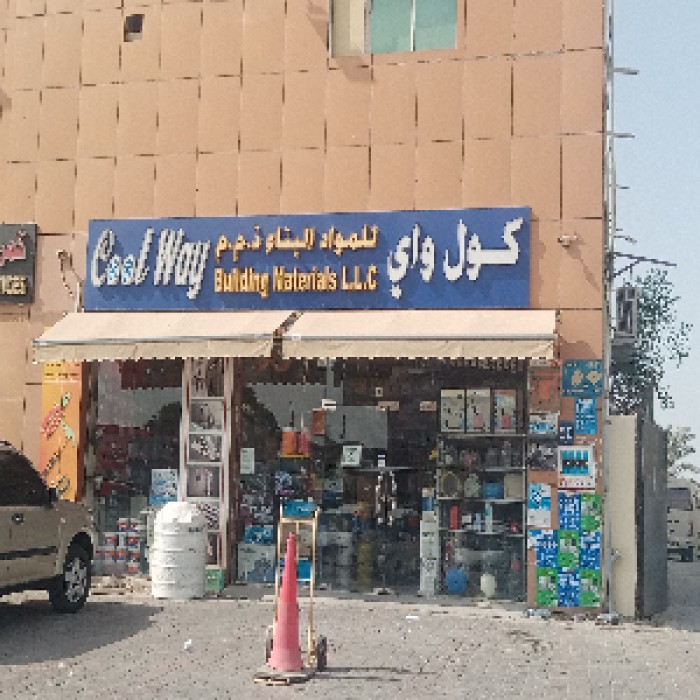 Cool Way
للمواد البناء ذ.م.م
Building Materials L.L.C
كول واي